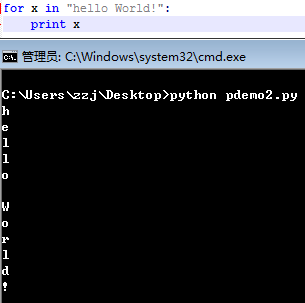 for x in "hello World!":
    print x
管理员: C:\Windows\system32\cmd.exe
C:\Users\zzj\Desktop>python pdemo2.py
h
e
l
l
o

W
o
r
l
d
!